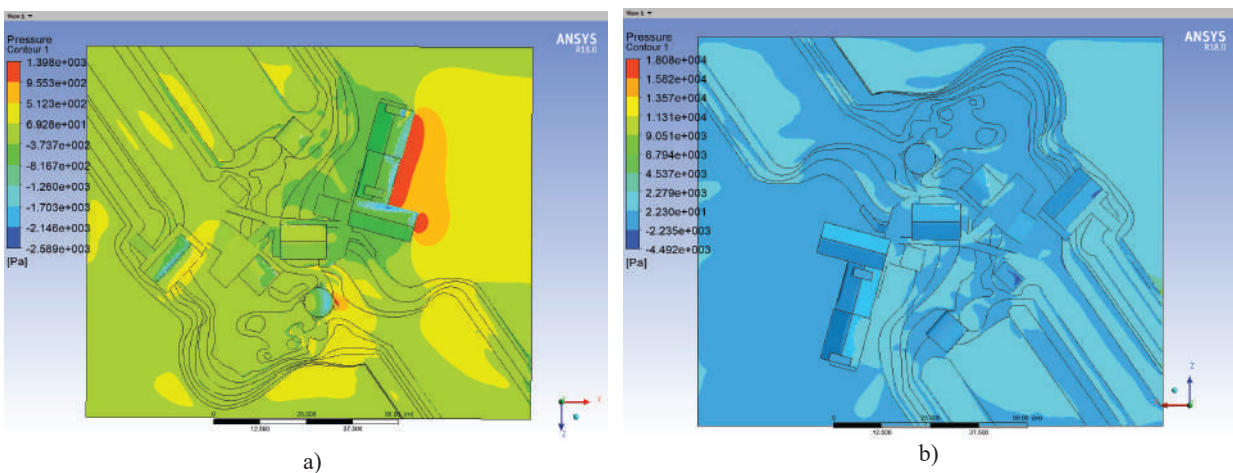 View 1
Pressure
Contour 1
1.398e+003
9.553e+002
5.123e+002
6.928e+001
-3.737e+002
-8.167e+002
-1.260e+003
-1.703e+003
-2.146e+003
-2.589e+003
[Pa]
ANSYS
0
12.500
37.500
X
Z
a)
View 1
Pressure
Contour 1
1.808e+004
1.582e+004
1.357e+004
1.131e+004
9.051e+003
6.794e+003
4.537e+003
2.279e+003
2.230e+001
-2.235e+003
-4.492e+003
[Pa]
ANSYS
R18.0
0
12.500
37.500
Z
b)